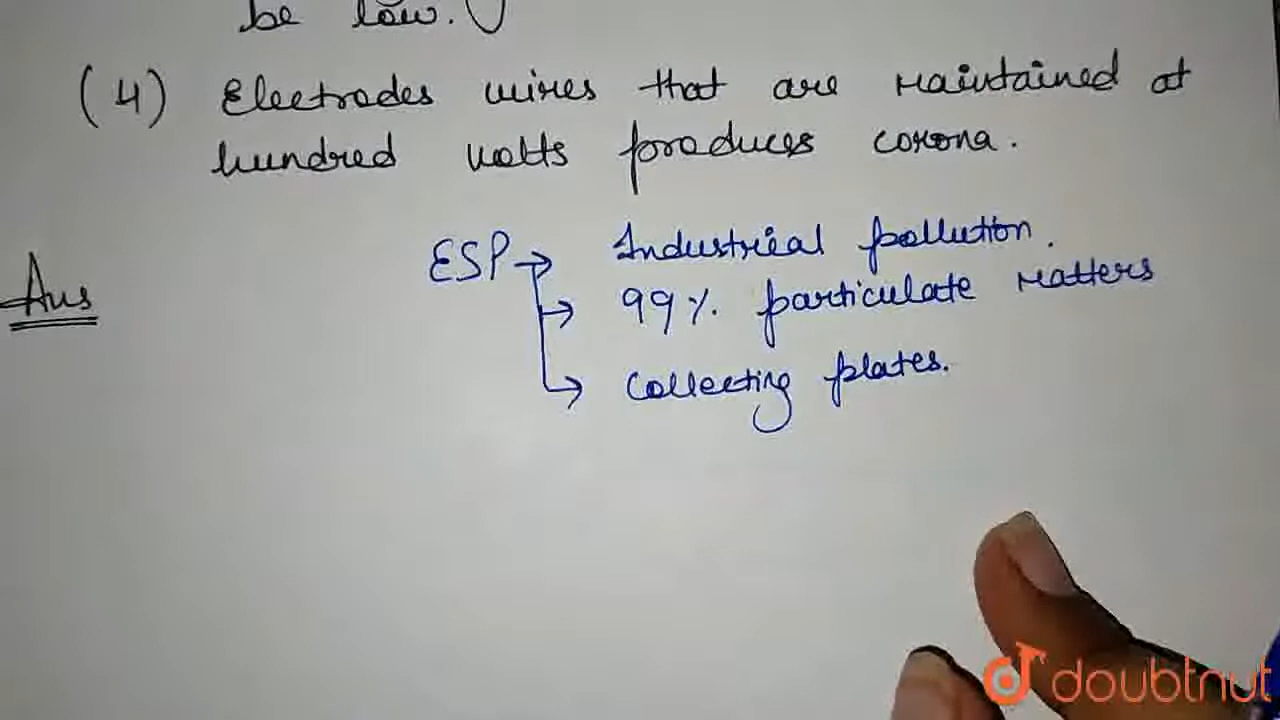 be low.
(4) Electrodes wires that are maintained at
hundred volts produces corona.
Ans
ESP → Industrial pollution.
→ 99% particulate matters
→ Collecting plates.
doubtnut